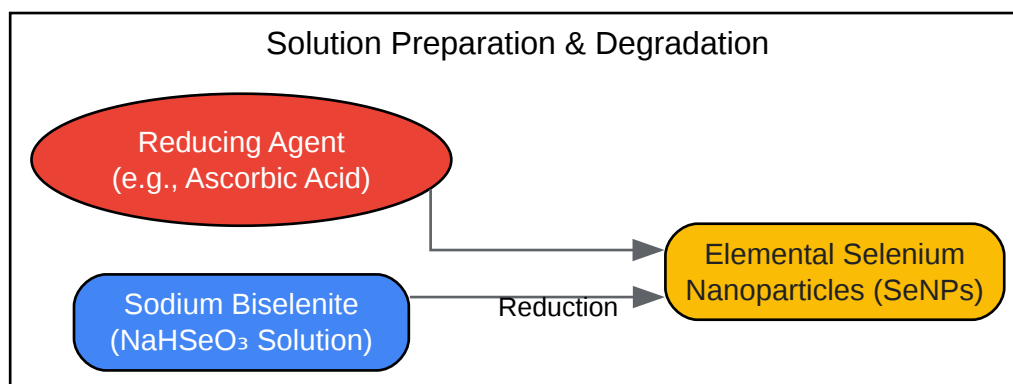 Solution Preparation & Degradation
Reducing Agent
(e.g., Ascorbic Acid)
Sodium Biselenite
(NaHSeO₃ Solution)
Reduction
Elemental Selenium
Nanoparticles (SeNPs)